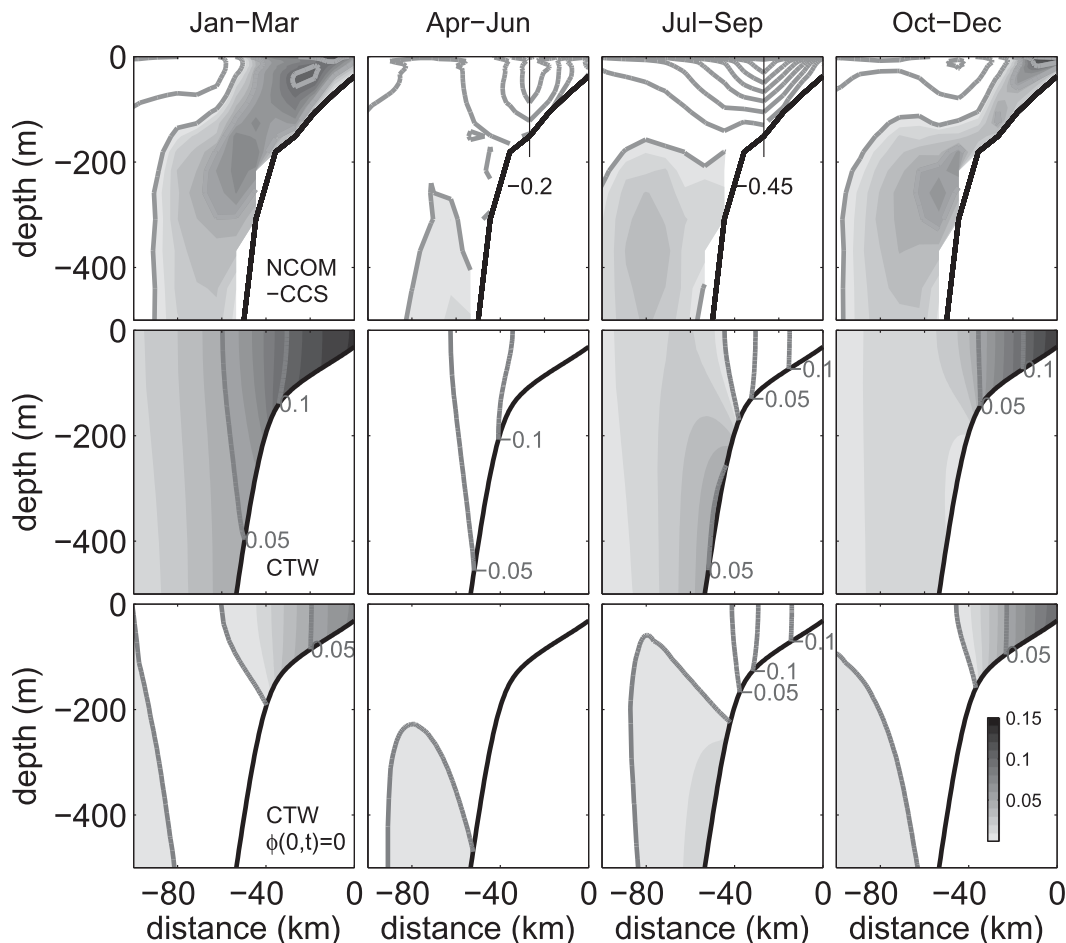 Jan−Mar Apr−Jun Jul−Sep Oct−Dec
0
−200
−400
depth (m)
NCOM
−CCS
−0.2
−0.45
0
−200
−400
depth (m)
0.1
0.05
CTW
−0.1
−0.05
−0.1
−0.05
0.05
0.1
0.05
0
−200
−400
depth (m)
0.05
CTW
ϕ(0,t)=0
−0.1
−0.1
−0.05
0.05
0.15
0.1
0.05
−80 −40 0 −80 −40 0 −80 −40 0 −80 −40 0
distance (km) distance (km) distance (km) distance (km)